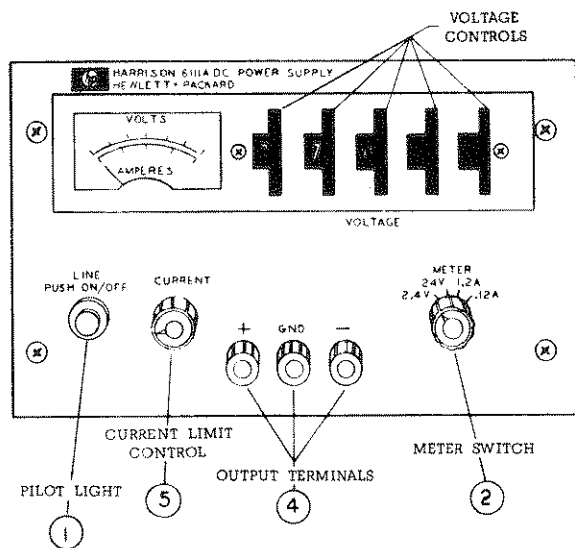 VOLTAGE
CONTROLS
HARRISON 6111A DC POWER SUPPLY
HEWLETT - PACKARD
VOLTS
AMPERES
7
VOLTAGE
LINE
PUSH ON/OFF
CURRENT
+
GND
−
METER
24V 1.2A
2.4V .12A
CURRENT LIMIT
CONTROL
5
OUTPUT TERMINALS
4
METER SWITCH
2
PILOT LIGHT
1